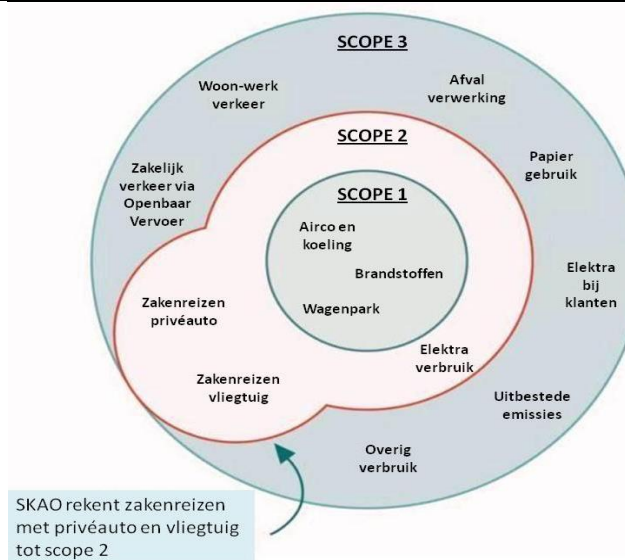 SCOPE 3
Woon-werk
verkeer
Afval
verwerking
SCOPE 2
Papier
gebruik
Zakelijk
verkeer via
Openbaar
Vervoer
SCOPE 1
Airco en
koeling
Brandstoffen
Wagenpark
Elektra
bij
klanten
Zakenreizen
privéauto
Elektra
verbruik
Zakenreizen
vliegtuig
Uitbestede
emissies
Overig
verbruik
SKAO rekent zakenreizen
met privéauto en vliegtuig
tot scope 2